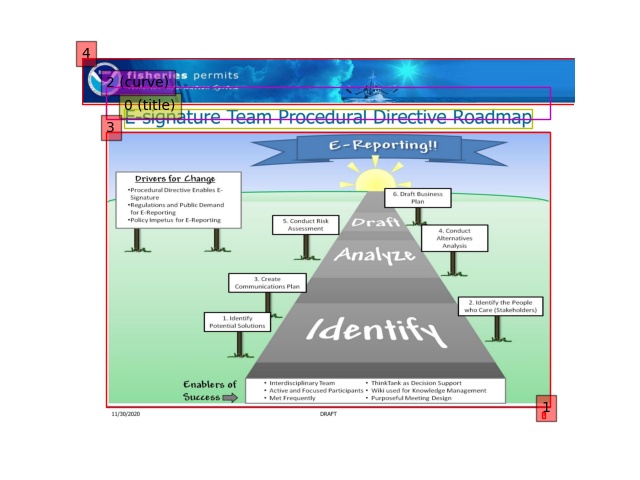 4
fisheries permits
2 (curve)
0 (title)
E-signature Team Procedural Directive Roadmap
3
E-Reporting!!
Drivers for Change
•Procedural Directive Enables E-
Signature
•Regulations and Public Demand
for E-Reporting
•Policy Impetus for E-Reporting
6. Draft Business
Plan
5. Conduct Risk
Assessment
Draft
4. Conduct
Alternatives
Analysis
Analyze
3. Create
Communications Plan
2. Identify the People
who Care (Stakeholders)
1. Identify
Potential Solutions
Identify
Enablers of
Success
• Interdisciplinary Team
• Active and Focused Participants
• Met Frequently
• ThinkTank as Decision Support
• Wiki used for Knowledge Management
• Purposeful Meeting Design
1
11/30/2020
DRAFT